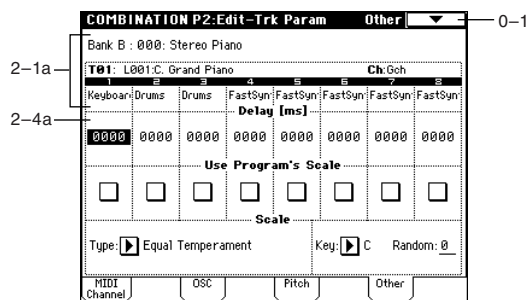 COMBINATION P2:Edit-Trk Param Other
0–1
Bank B : 000: Stereo Piano
2–1a
T01: L001:C. Grand Piano Ch:Gch
1 2 3 4 5 6 7 8
Keyboar Drums Drums FastSyn FastSyn FastSyn FastSyn FastSyn
Delay [ms]
2–4a
0000 0000 0000 0000 0000 0000 0000 0000
Use Program's Scale
Scale
Type: Equal Temperament Key: C Random: 0
MIDI Channel OSC Pitch Other